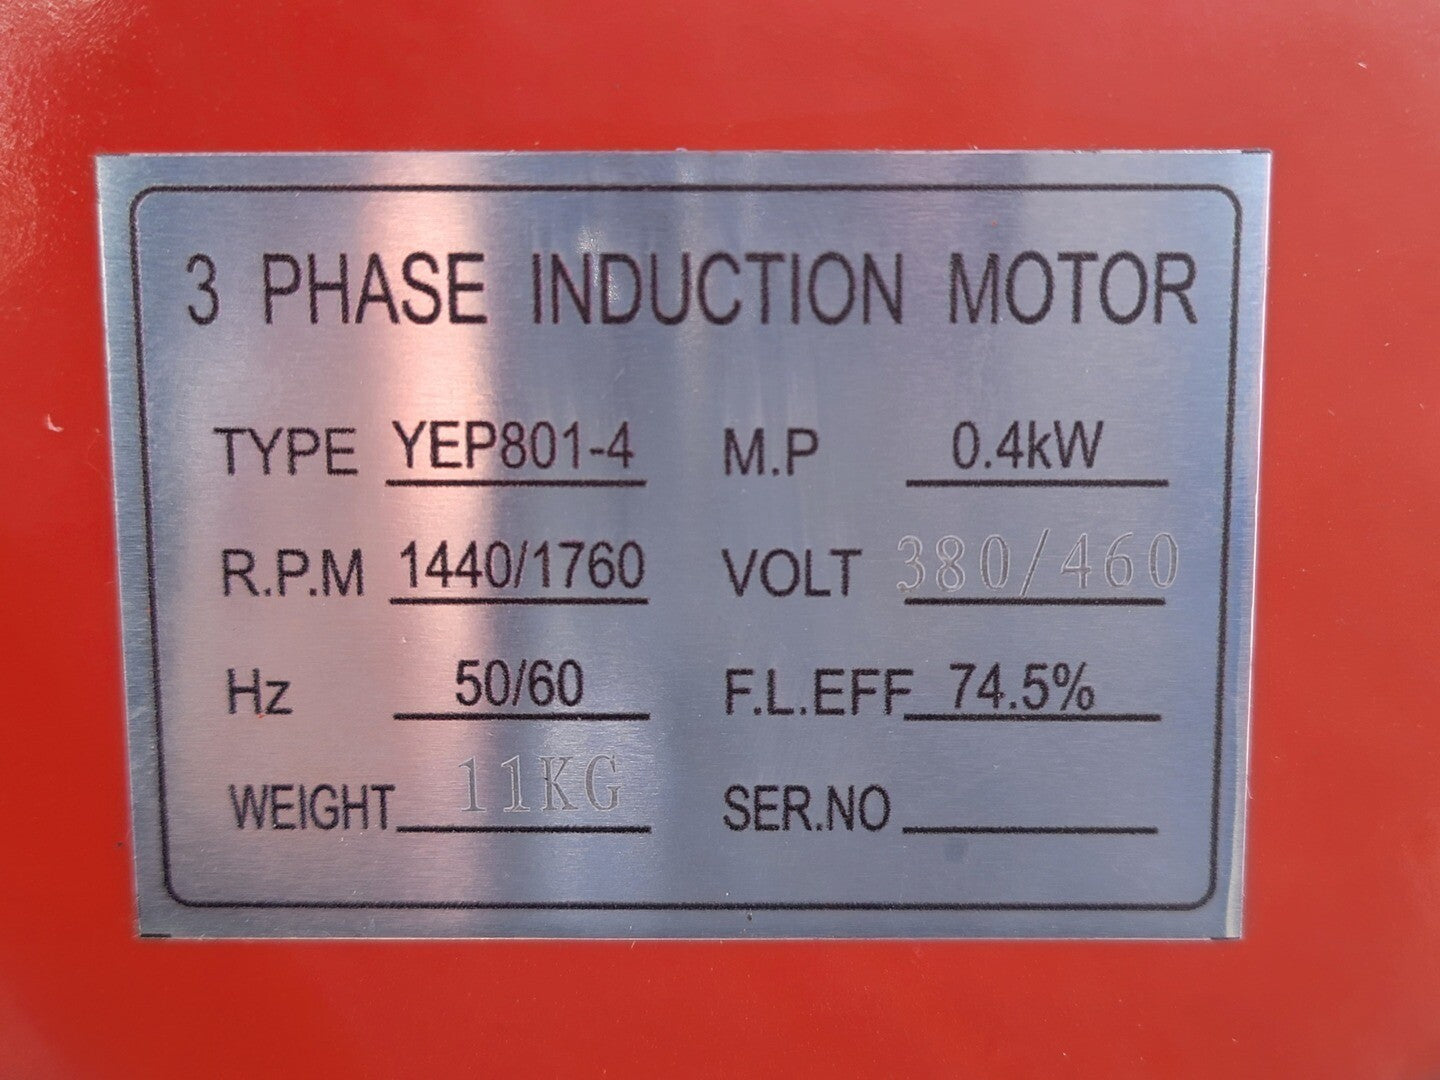 3 PHASE INDUCTION MOTOR
TYPE YEP801-4 M.P 0.4kW
R.P.M 1440/1760 VOLT 380/460
Hz 50/60 F.L.EFF 74.5%
WEIGHT 11KG SER.NO